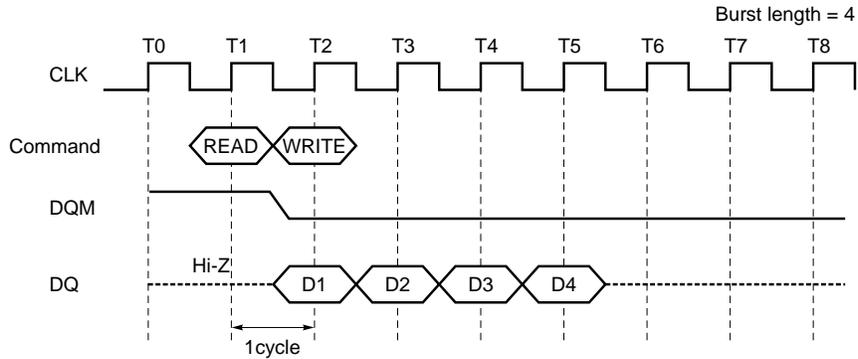 Burst length = 4
T0 T1 T2 T3 T4 T5 T6 T7 T8
CLK
Command READ WRITE
DQM
Hi-Z
DQ D1 D2 D3 D4
1cycle